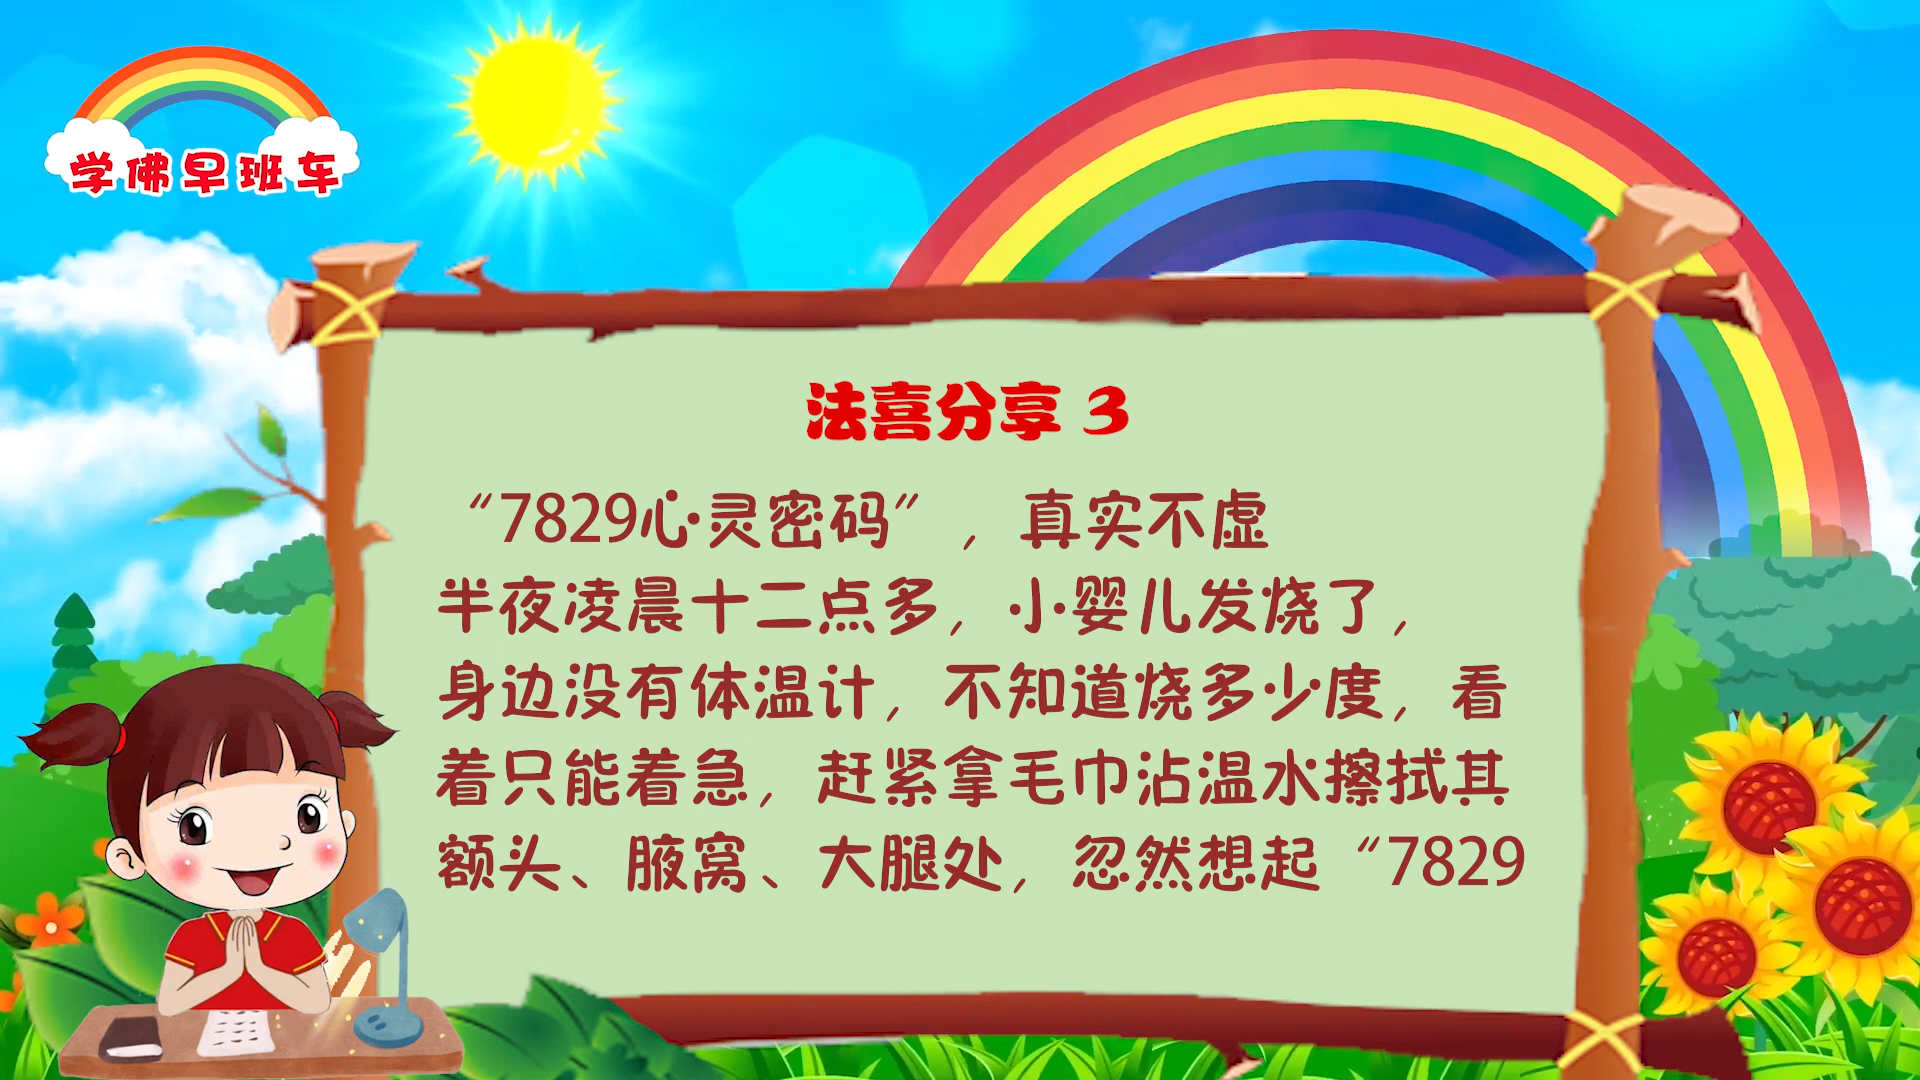 学佛早班车
法喜分享 3
“7829心灵密码”，真实不虚
半夜凌晨十二点多，小婴儿发烧了，
身边没有体温计，不知道烧多少度，看
着只能着急，赶紧拿毛巾沾温水擦拭其
额头、腋窝、大腿处，忽然想起“7829